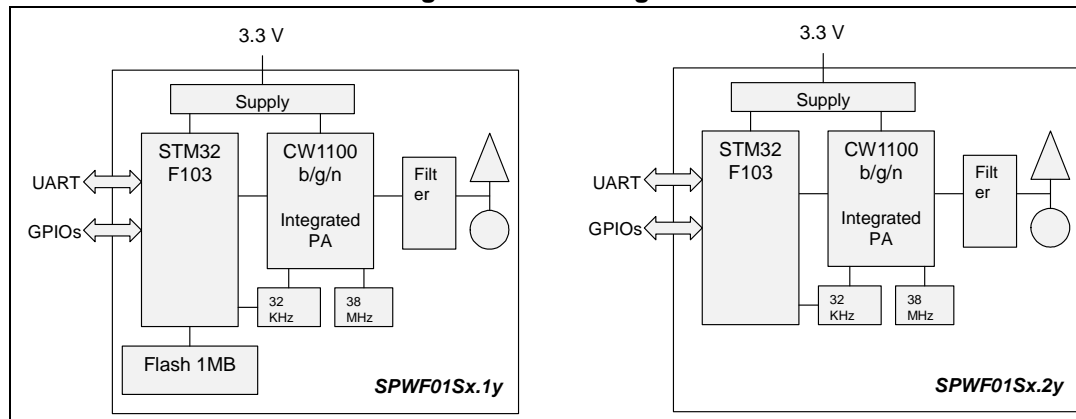 3.3 V
Supply
STM32
F103
CW1100
b/g/n
Integrated
PA
Filt
er
UART
GPIOs
32
KHz
38
MHz
Flash 1MB
SPWF01Sx.1y
3.3 V
Supply
STM32
F103
CW1100
b/g/n
Integrated
PA
Filt
er
UART
GPIOs
32
KHz
38
MHz
SPWF01Sx.2y